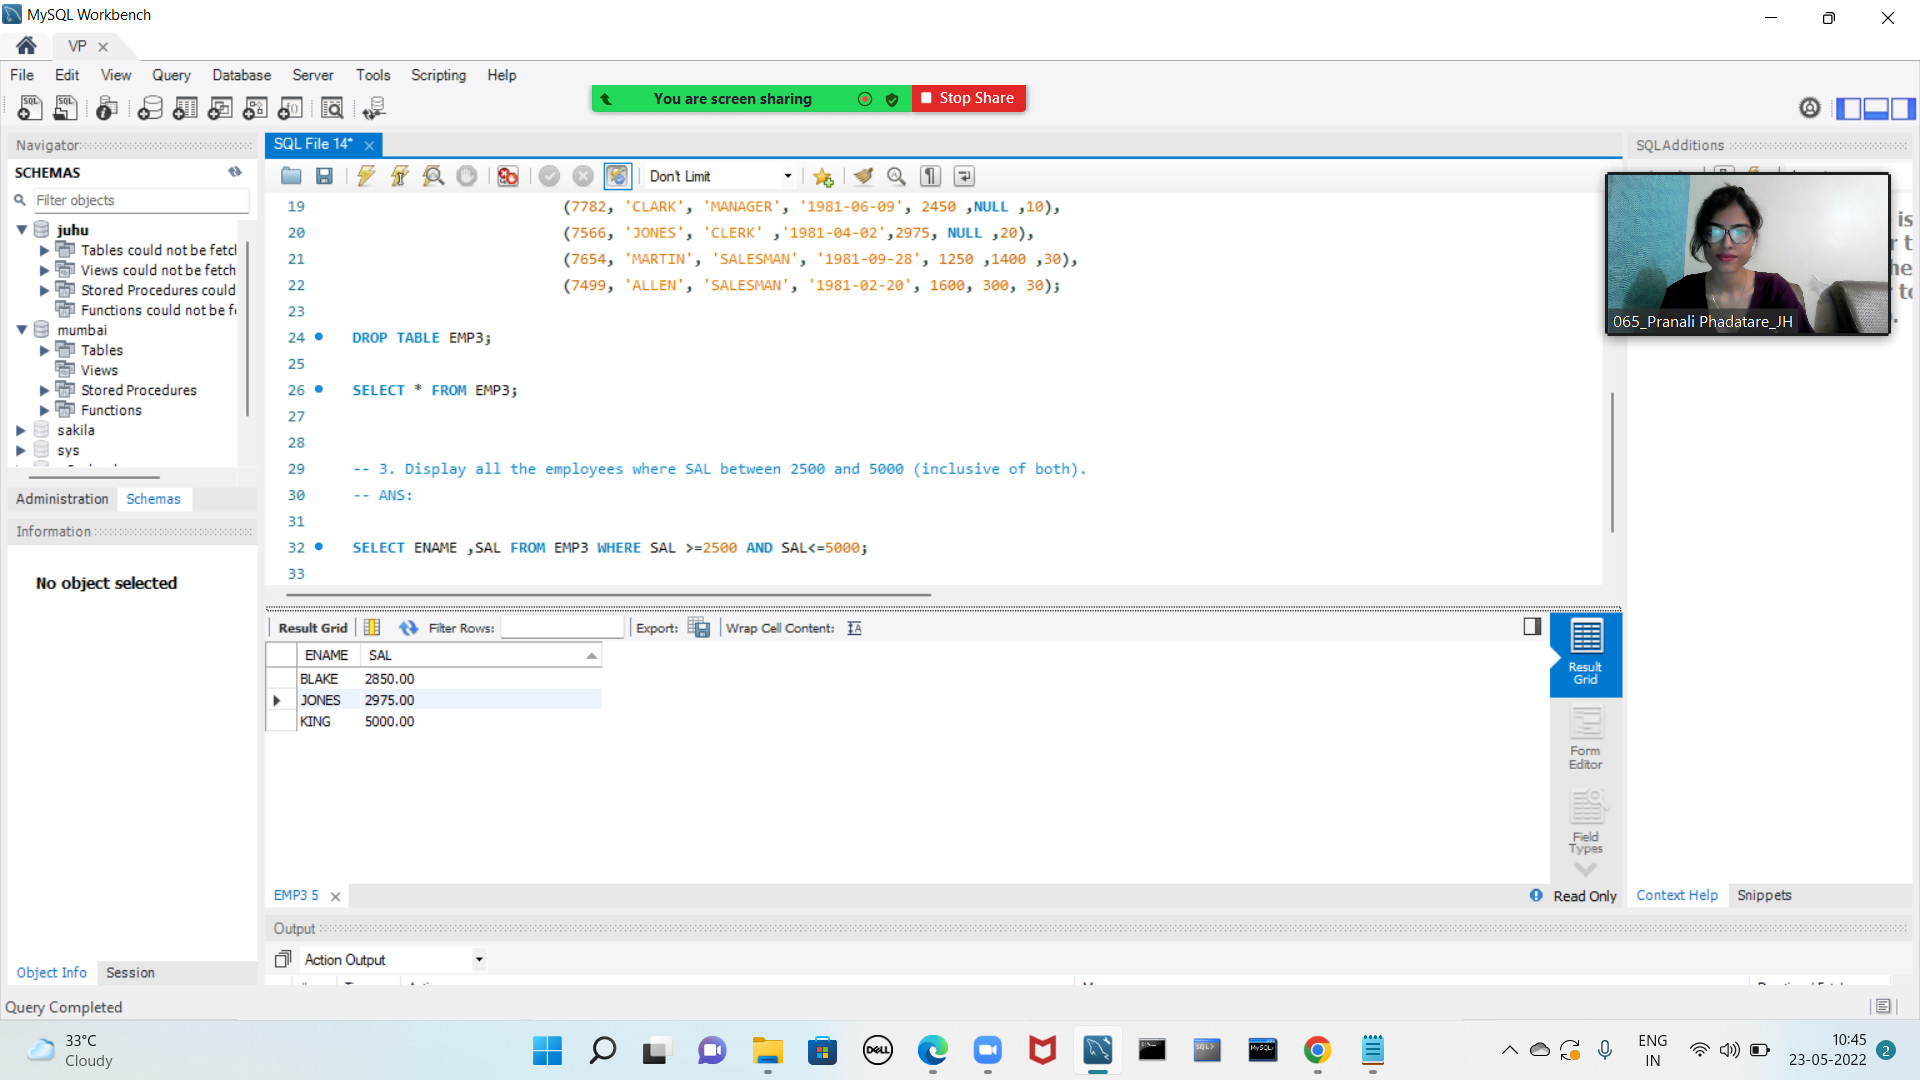 MySQL Workbench
VP
File Edit View Query Database Server Tools Scripting Help
You are screen sharing
Stop Share
Navigator
SCHEMAS
Filter objects
juhu
Tables could not be fetcl
Views could not be fetch
Stored Procedures could
Functions could not be f
mumbai
Tables
Views
Stored Procedures
Functions
sakila
sys
Administration Schemas
Information
No object selected
Object Info Session
Query Completed
SQL File 14*
Don't Limit
19 (7782, 'CLARK', 'MANAGER', '1981-06-09', 2450 ,NULL ,10),
20 (7566, 'JONES', 'CLERK' ,'1981-04-02',2975, NULL ,20),
21 (7654, 'MARTIN', 'SALESMAN', '1981-09-28', 1250 ,1400 ,30),
22 (7499, 'ALLEN', 'SALESMAN', '1981-02-20', 1600, 300, 30);
23
24 DROP TABLE EMP3;
25
26 SELECT * FROM EMP3;
27
28
29 -- 3. Display all the employees where SAL between 2500 and 5000 (inclusive of both).
30 -- ANS:
31
32 SELECT ENAME ,SAL FROM EMP3 WHERE SAL >=2500 AND SAL<=5000;
33
Result Grid Filter Rows: Export: Wrap Cell Content:
ENAME SAL
BLAKE 2850.00
JONES 2975.00
KING 5000.00
Result
Grid
Form
Editor
Field
Types
EMP3 5
Read Only
Output
Action Output
SQLAdditions
065_Pranali Phadatare_JH
Context Help Snippets
33°C
Cloudy
DELL
SQL>
MySQL
ENG
IN
10:45
23-05-2022
2